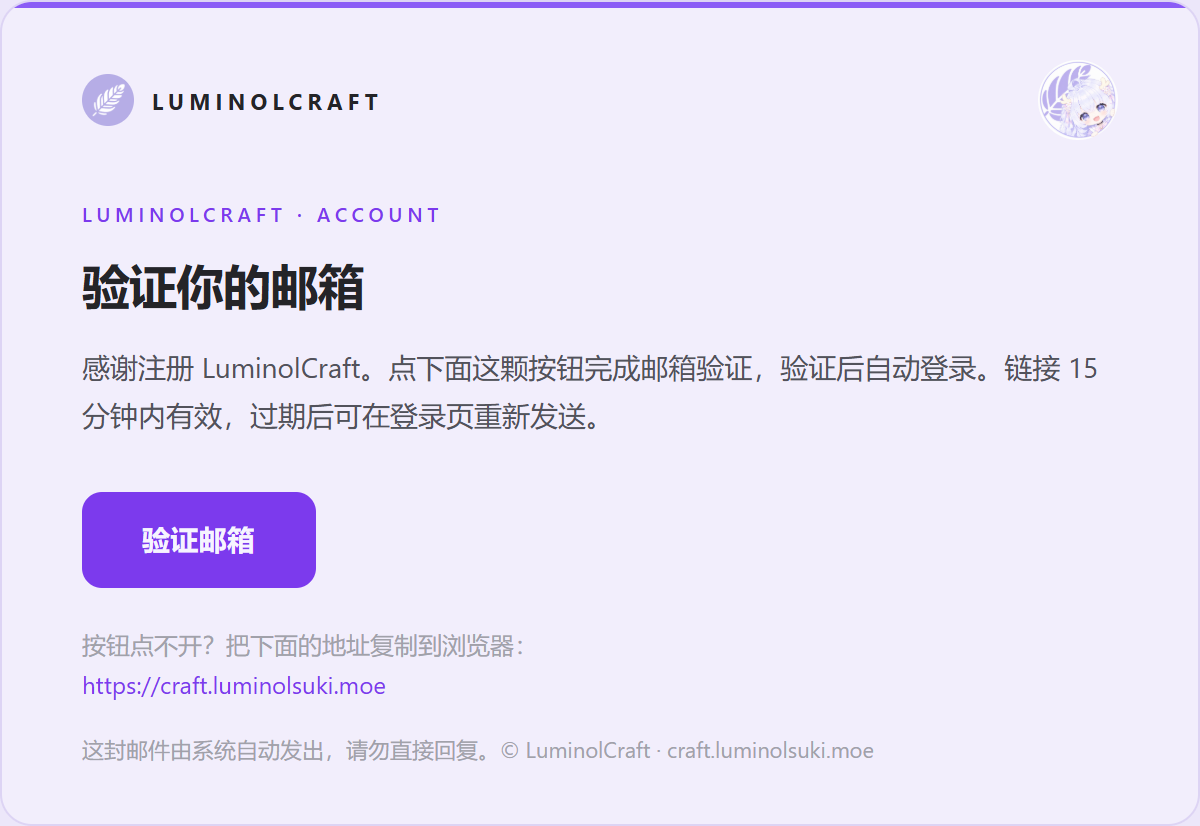 LUMINOLCRAFT
LUMINOLCRAFT · ACCOUNT
验证你的邮箱
感谢注册 LuminolCraft。点下面这颗按钮完成邮箱验证，验证后自动登录。链接 15
分钟内有效，过期后可在登录页重新发送。
验证邮箱
按钮点不开？把下面的地址复制到浏览器：
https://craft.luminolsuki.moe
这封邮件由系统自动发出，请勿直接回复。© LuminolCraft · craft.luminolsuki.moe